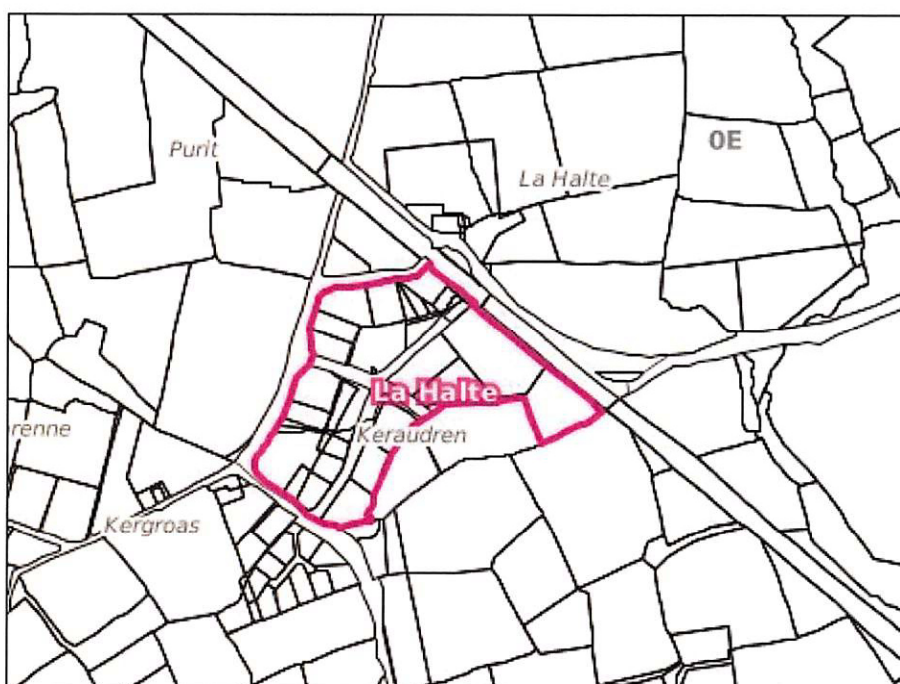 0E
Purit
La Halte
La Halte
Keraudren
renne
Kergroas